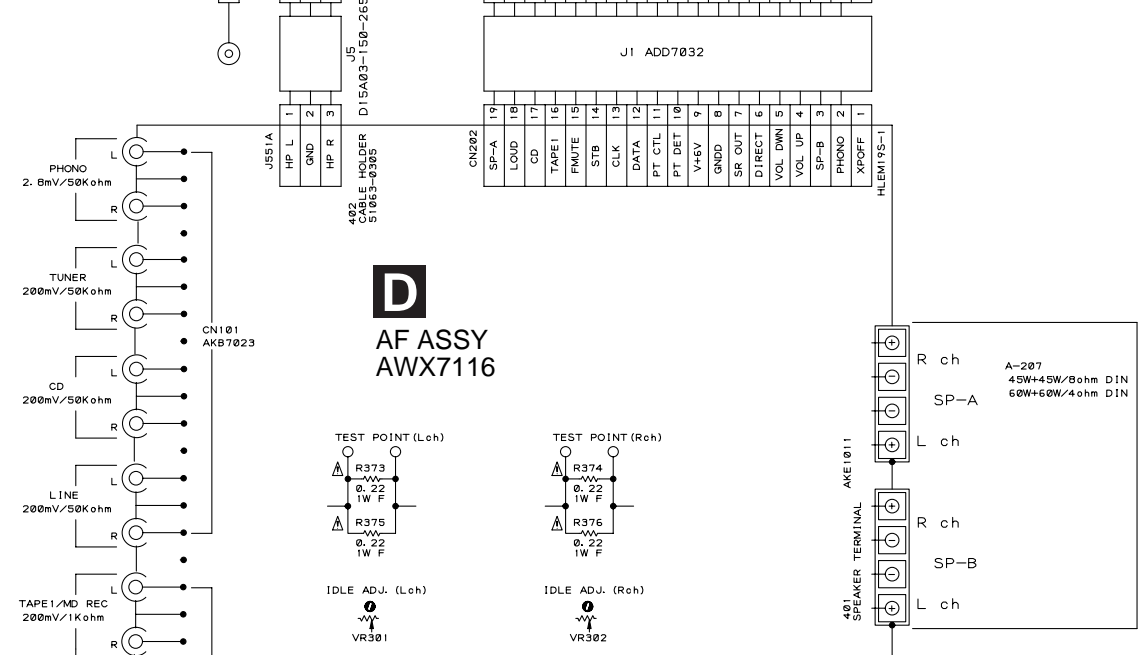 J5
D15A03-150-265
J1 ADD7032
J551A
1 2 3
HP L
GND
HP R
402
CABLE HOLDER
51063-0305
CN202
19 18 17 16 15 14 13 12 11 10 9 8 7 6 5 4 3 2 1
SP-A
LOUD
CD
TAPE1
FMUTE
STB
CLK
DATA
PT CTL
PT DET
V+6V
GNDD
SR OUT
DIRECT
VOL DWN
VOL UP
SP-B
PHONO
XPOFF
HLEM19S-1
L
PHONO
2.8mV/50Kohm
R
L
TUNER
200mV/50Kohm
R
CN101
AKB7023
L
CD
200mV/50Kohm
R
L
LINE
200mV/50Kohm
R
L
TAPE1/MD REC
200mV/1Kohm
R
D
AF ASSY
AWX7116
TEST POINT(Lch)
R373
0.22
1W F
R375
0.22
1W F
IDLE ADJ. (Lch)
VR301
TEST POINT(Rch)
R374
0.22
1W F
R376
0.22
1W F
IDLE ADJ. (Rch)
VR302
AKE1011
401
SPEAKER TERMINAL
R ch
SP-A
L ch
A-207
45W+45W/8ohm DIN
60W+60W/4ohm DIN
R ch
SP-B
L ch